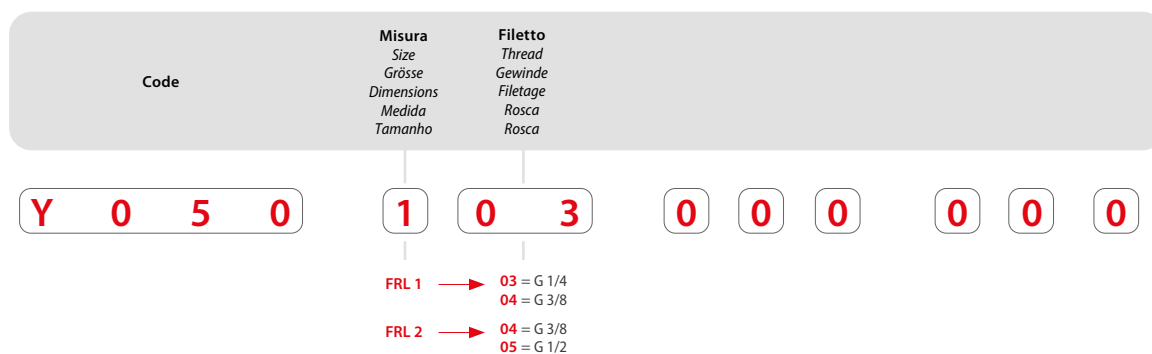 Code
Misura
Size
Grösse
Dimensions
Medida
Tamanho
Filetto
Thread
Gewinde
Filetage
Rosca
Rosca
Y 0 5 0 1 0 3 0 0 0 0 0 0
FRL 1 03 = G 1/4
04 = G 3/8
FRL 2 04 = G 3/8
05 = G 1/2